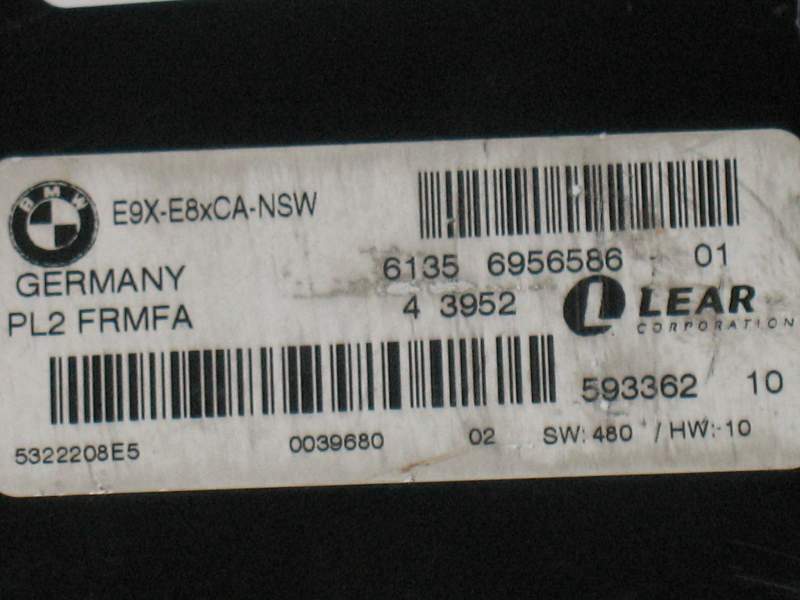 BMW
E9X-E8xCA-NSW
GERMANY
6135 6956586 - 01
PL2 FRMFA
4 3952
LEAR
CORPORATION
593362 10
5322208E5 0039680 02 SW: 480 / HW: 10